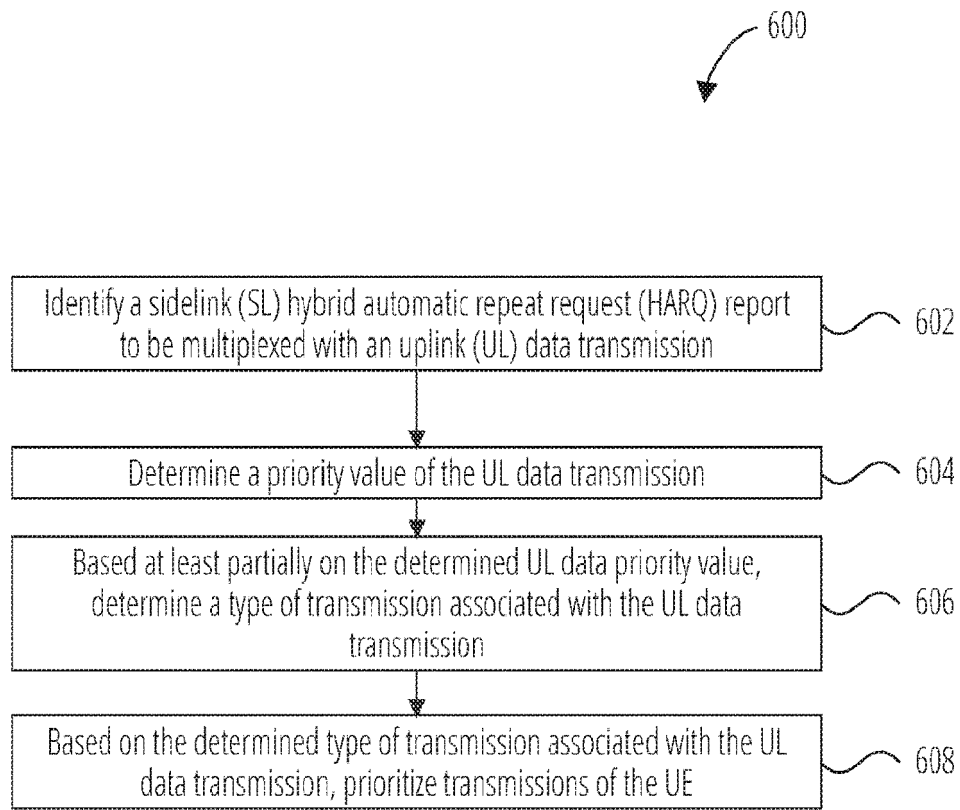 600
Identify a sidelink (SL) hybrid automatic repeat request (HARQ) report
to be multiplexed with an uplink (UL) data transmission
602
Determine a priority value of the UL data transmission
604
Based at least partially on the determined UL data priority value,
determine a type of transmission associated with the UL data
transmission
606
Based on the determined type of transmission associated with the UL
data transmission, prioritize transmissions of the UE
608